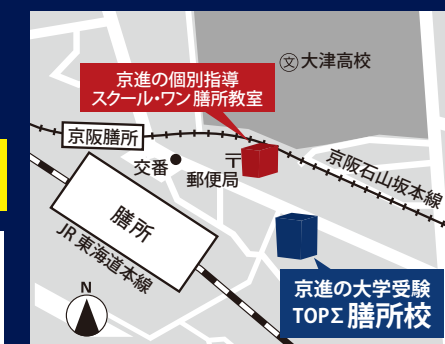 文 大津高校
京進の個別指導
スクール・ワン 膳所教室
京阪膳所
〒
交番
郵便局
京阪石山坂本線
膳所
JR東海道本線
N
京進の大学受験
TOPΣ 膳所校